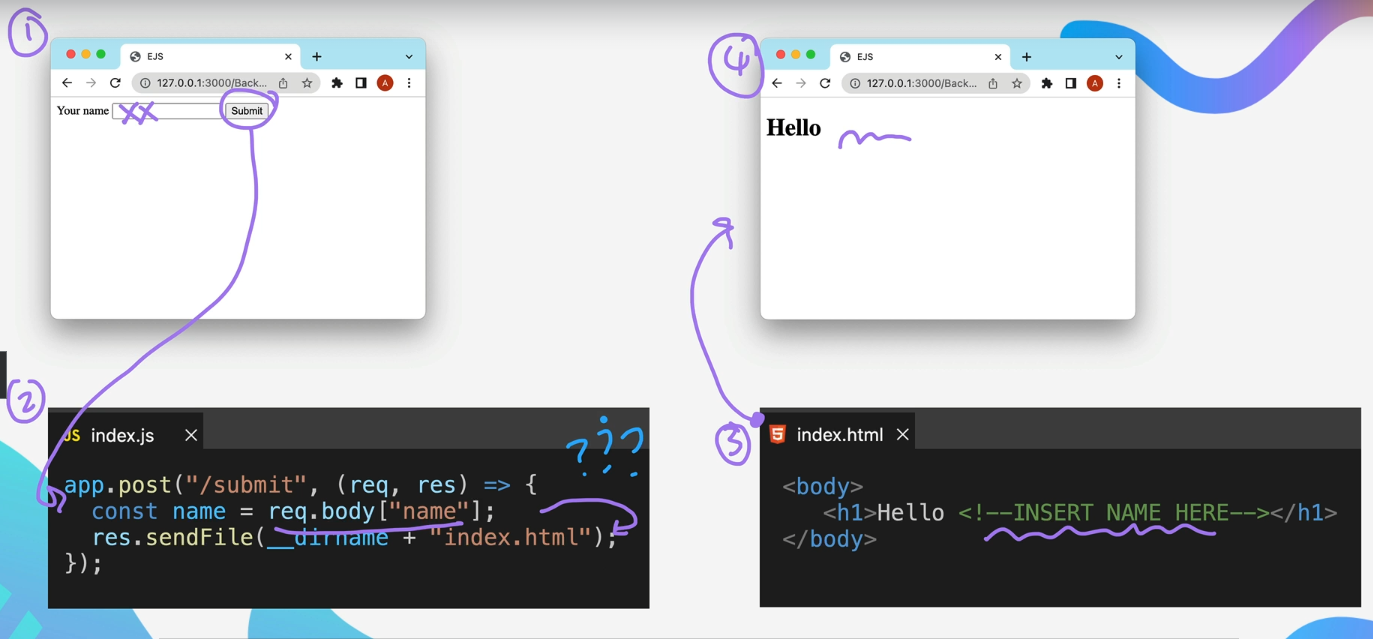 1
EJS
127.0.0.1:3000/Back...
A
Your name XX Submit
2
JS index.js
???
app.post("/submit", (req, res) => {
const name = req.body["name"];
res.sendFile(__dirname + "index.html");
});
4
EJS
127.0.0.1:3000/Back...
A
Hello
3
5 index.html
<body>
<h1>Hello <!--INSERT NAME HERE--></h1>
</body>